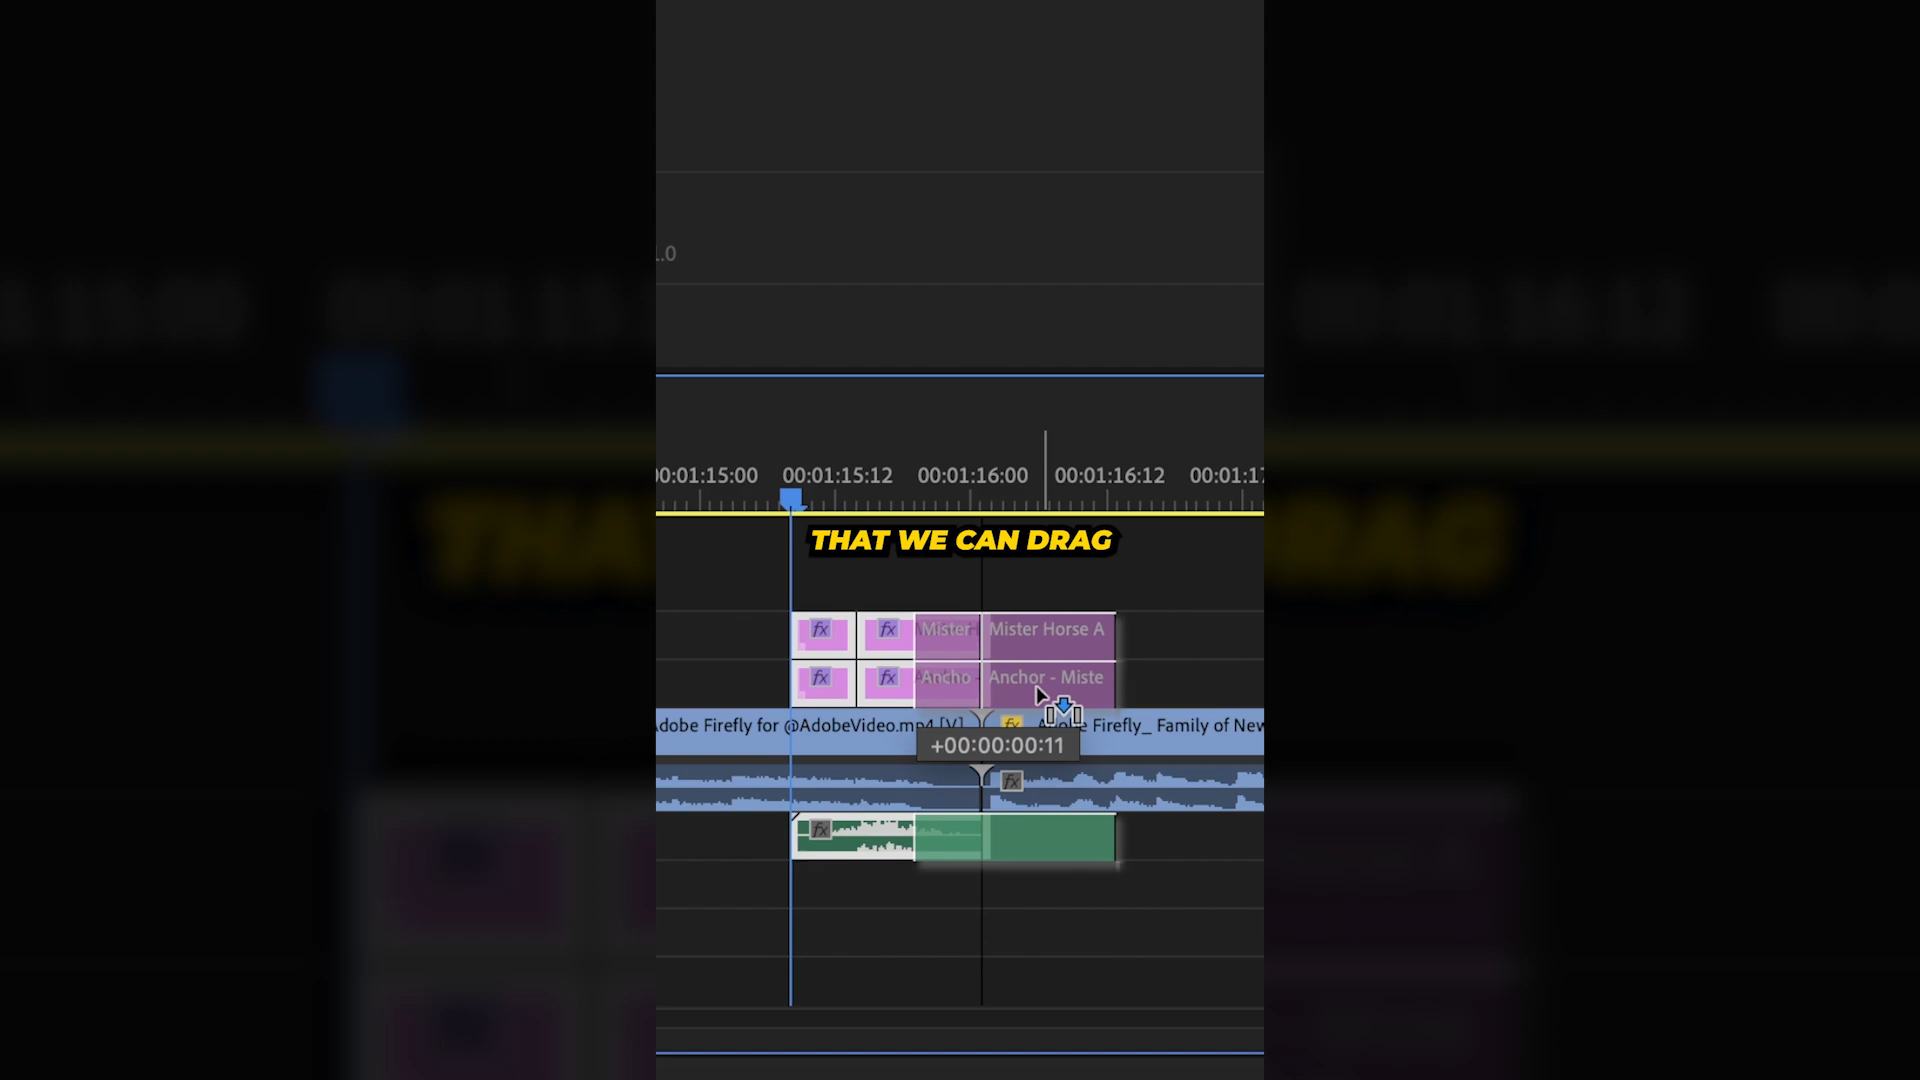 .0
00:01:15:00 00:01:15:12 00:01:16:00 00:01:16:12 00:01:17
THAT WE CAN DRAG
fx fx Mister Mister Horse A
fx fx Ancho Anchor - Miste
dobe Firefly for @AdobeVideo.mp4 [V] fx Adobe Firefly_ Family of New
+00:00:00:11
fx
fx